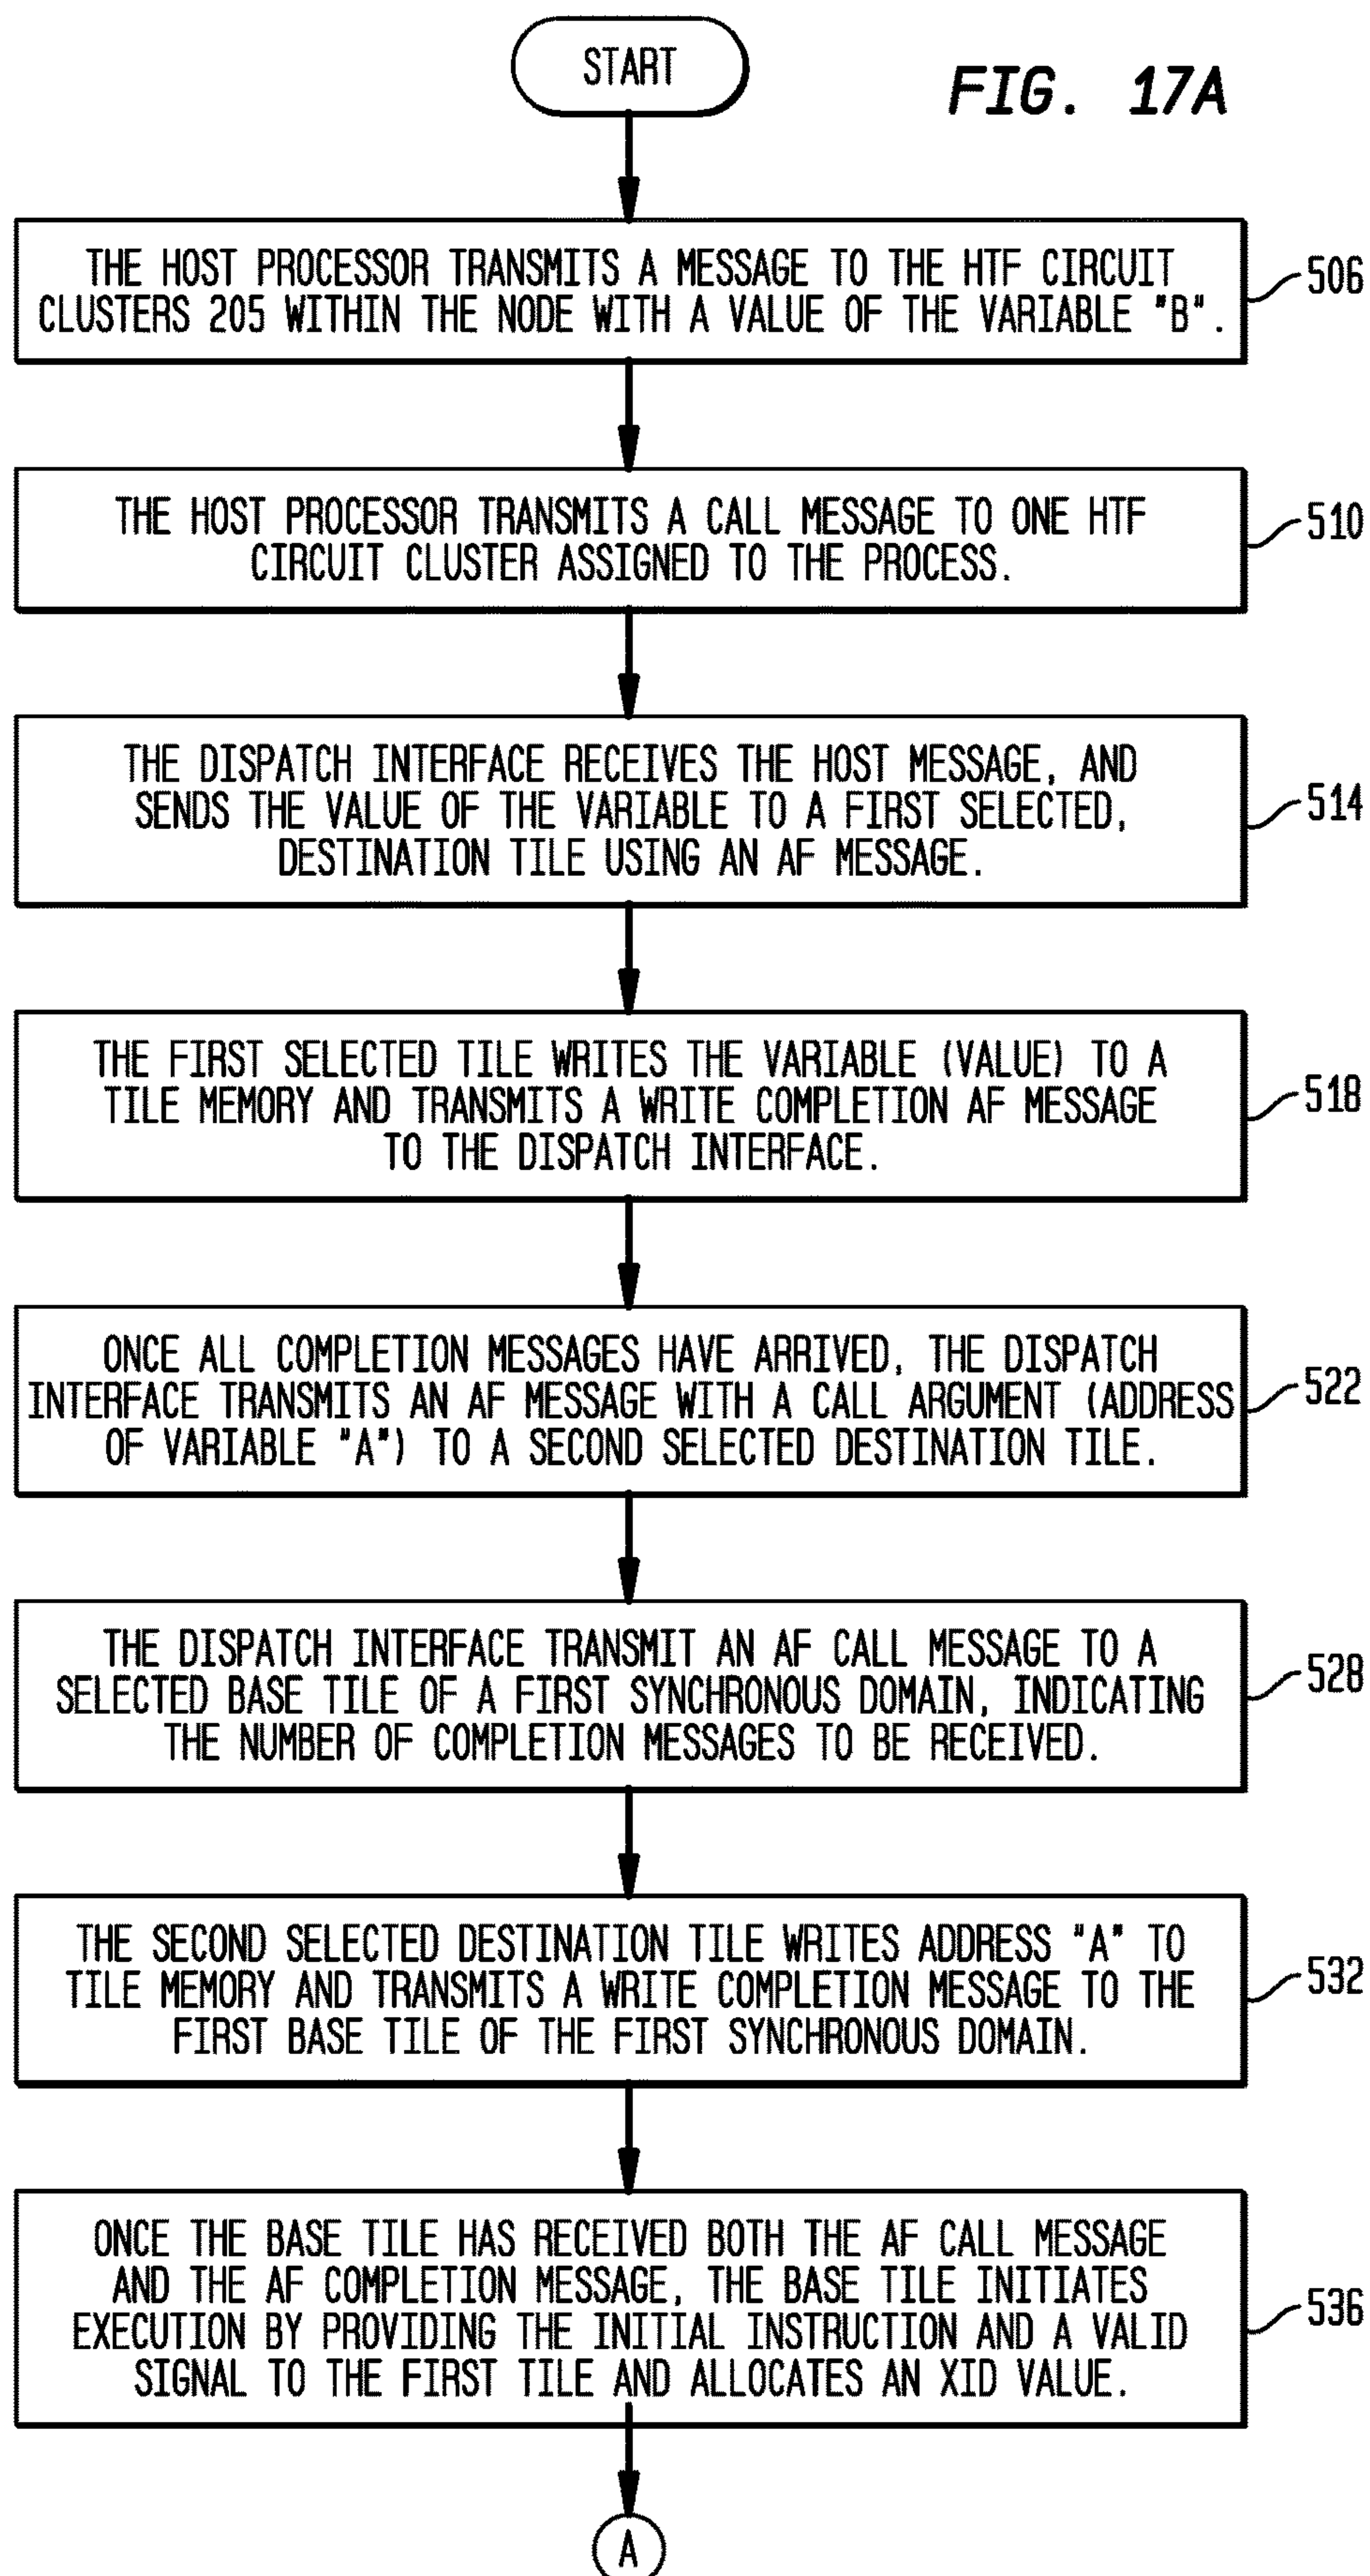 START
FIG. 17A
THE HOST PROCESSOR TRANSMITS A MESSAGE TO THE HTF CIRCUIT
CLUSTERS 205 WITHIN THE NODE WITH A VALUE OF THE VARIABLE "B".
506
THE HOST PROCESSOR TRANSMITS A CALL MESSAGE TO ONE HTF
CIRCUIT CLUSTER ASSIGNED TO THE PROCESS.
510
THE DISPATCH INTERFACE RECEIVES THE HOST MESSAGE, AND
SENDS THE VALUE OF THE VARIABLE TO A FIRST SELECTED,
DESTINATION TILE USING AN AF MESSAGE.
514
THE FIRST SELECTED TILE WRITES THE VARIABLE (VALUE) TO A
TILE MEMORY AND TRANSMITS A WRITE COMPLETION AF MESSAGE
TO THE DISPATCH INTERFACE.
518
ONCE ALL COMPLETION MESSAGES HAVE ARRIVED, THE DISPATCH
INTERFACE TRANSMITS AN AF MESSAGE WITH A CALL ARGUMENT (ADDRESS
OF VARIABLE "A") TO A SECOND SELECTED DESTINATION TILE.
522
THE DISPATCH INTERFACE TRANSMIT AN AF CALL MESSAGE TO A
SELECTED BASE TILE OF A FIRST SYNCHRONOUS DOMAIN, INDICATING
THE NUMBER OF COMPLETION MESSAGES TO BE RECEIVED.
528
THE SECOND SELECTED DESTINATION TILE WRITES ADDRESS "A" TO
TILE MEMORY AND TRANSMITS A WRITE COMPLETION MESSAGE TO THE
FIRST BASE TILE OF THE FIRST SYNCHRONOUS DOMAIN.
532
ONCE THE BASE TILE HAS RECEIVED BOTH THE AF CALL MESSAGE
AND THE AF COMPLETION MESSAGE, THE BASE TILE INITIATES
EXECUTION BY PROVIDING THE INITIAL INSTRUCTION AND A VALID
SIGNAL TO THE FIRST TILE AND ALLOCATES AN XID VALUE.
536
A